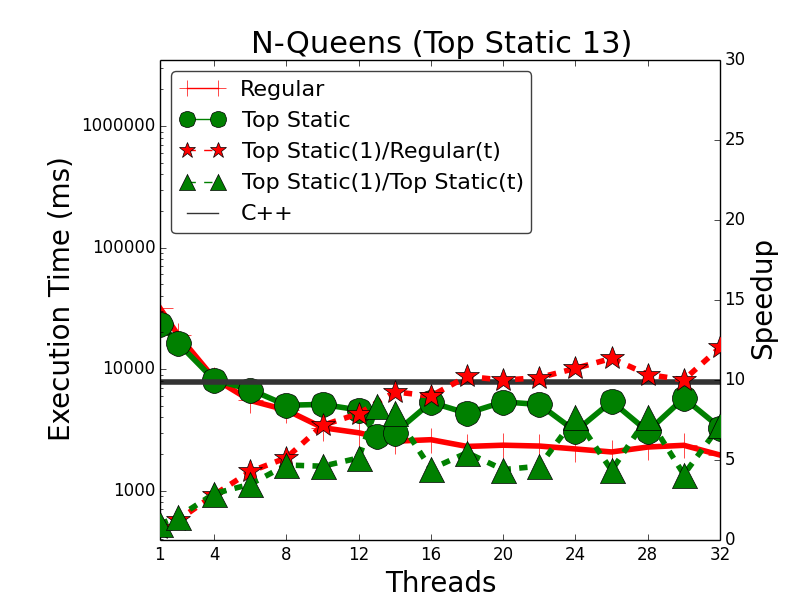 N-Queens (Top Static 13)
Regular
Top Static
Top Static(1)/Regular(t)
Top Static(1)/Top Static(t)
C++
Execution Time (ms)
1000000
100000
10000
1000
30
25
20
15
10
5
0
Speedup
1 4 8 12 16 20 24 28 32
Threads